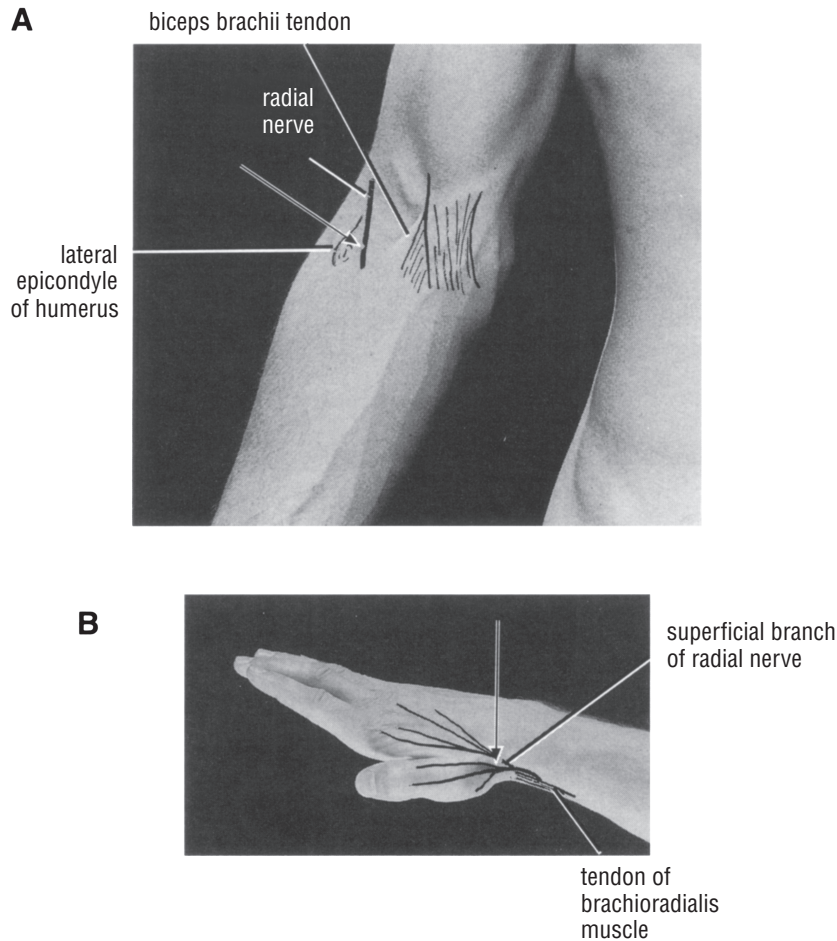 A
biceps brachii tendon
radial
nerve
lateral
epicondyle
of humerus
B
superficial branch
of radial nerve
tendon of
brachioradialis
muscle